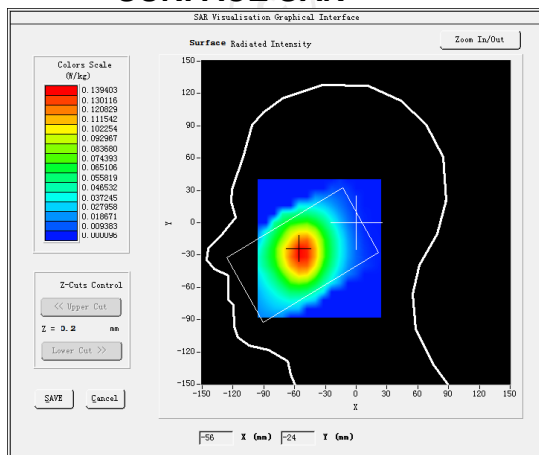 SAR Visualisation Graphical Interface
Surface Radiated Intensity
Zoom In/Out
Colors Scale
(W/kg)
0.139403
0.130116
0.120829
0.111542
0.102254
0.092967
0.083680
0.074393
0.065106
0.055819
0.046532
0.037245
0.027958
0.018671
0.009383
0.000096
Z-Cuts Control
<< Upper Cut
Z = 0.2 mm
Lower Cut >>
SAVE Cancel
150
120
90
60
30
0
-30
-60
-90
-120
-150
Y
-150 -120 -90 -60 -30 0 30 60 90 120 150
X
-56 X (mm) -24 Y (mm)